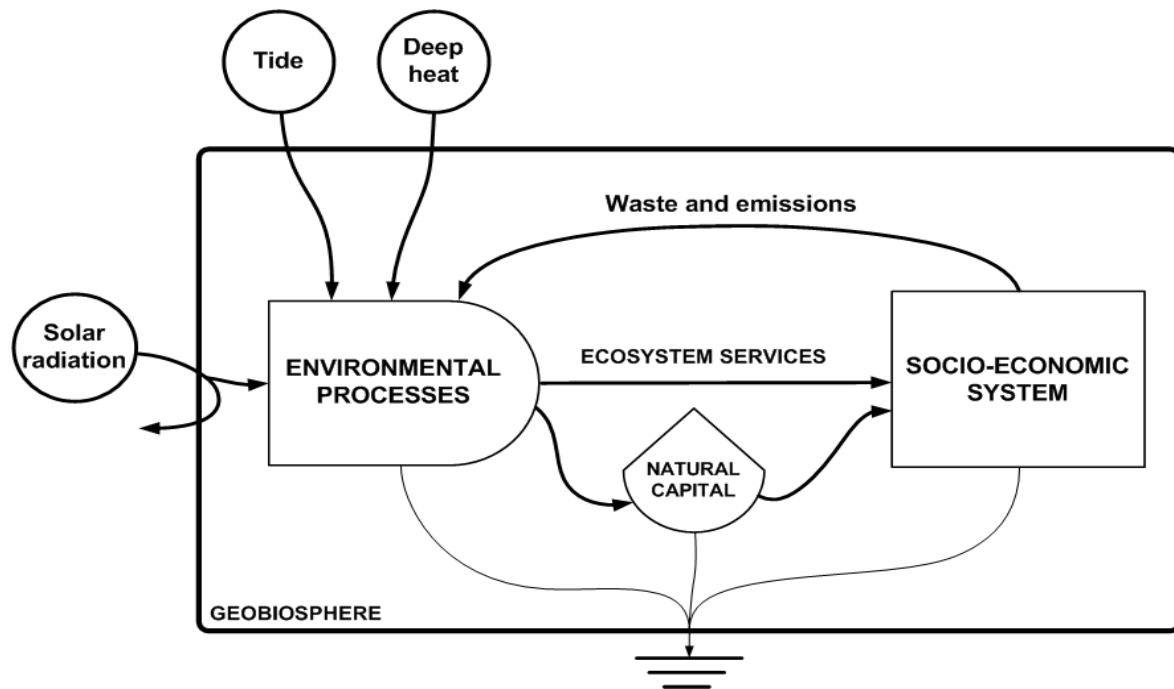 Tide
Deep
heat
Waste and emissions
Solar
radiation
ENVIRONMENTAL
PROCESSES
ECOSYSTEM SERVICES
SOCIO-ECONOMIC
SYSTEM
NATURAL
CAPITAL
GEOBIOSPHERE